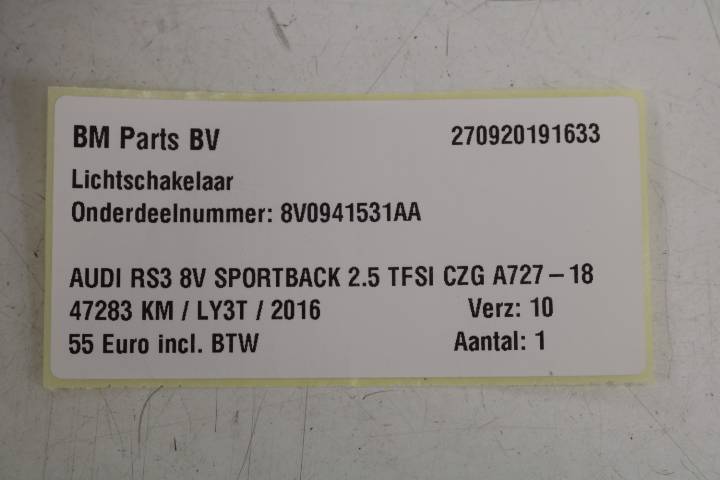 BM Parts BV 270920191633
Lichtschakelaar
Onderdeelnummer: 8V0941531AA
AUDI RS3 8V SPORTBACK 2.5 TFSI CZG A727 – 18
47283 KM / LY3T / 2016 Verz: 10
55 Euro incl. BTW Aantal: 1